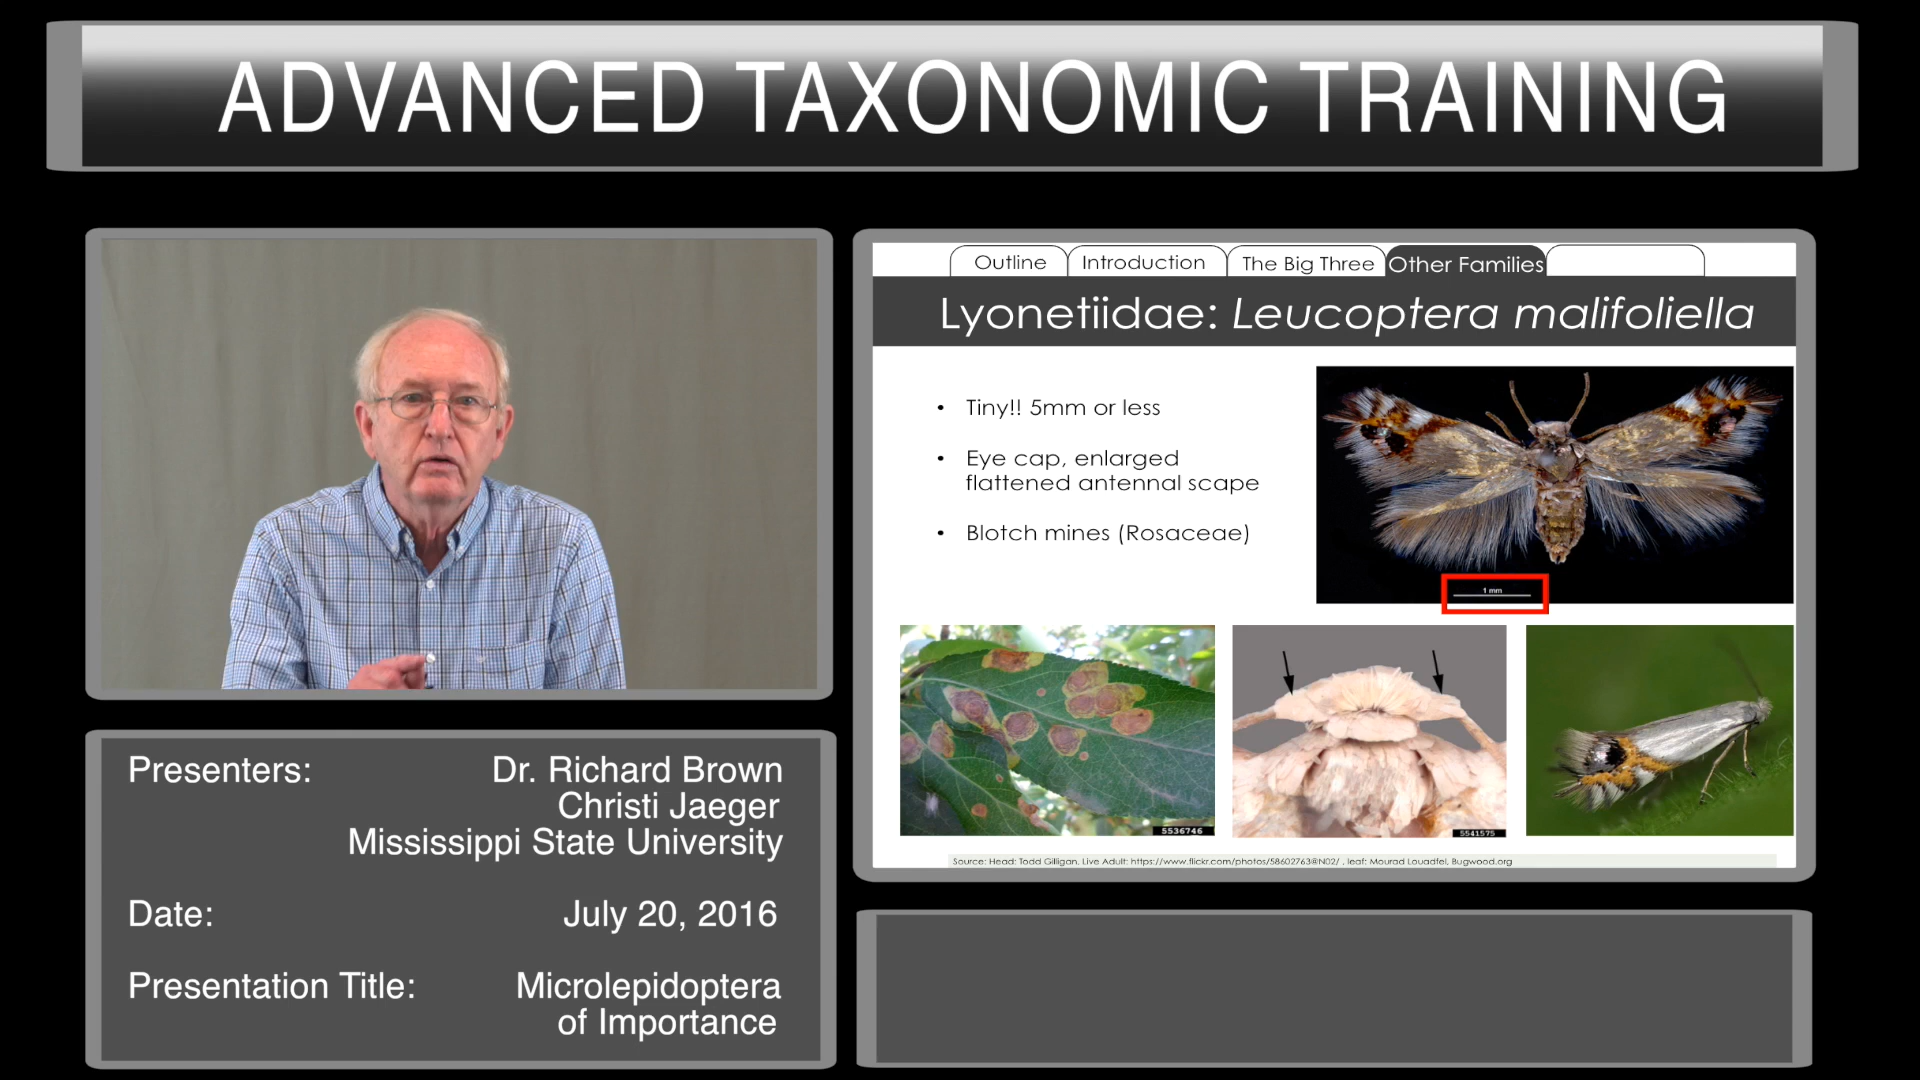 ADVANCED TAXONOMIC TRAINING
Outline
Introduction
The Big Three
Other Families
Lyonetiidae: Leucoptera malifoliella
• Tiny!! 5mm or less
• Eye cap, enlarged
flattened antennal scape
• Blotch mines (Rosaceae)
1 mm
5536746
5541575
Source: Head: Todd Gilligan, Live Adult: https://www.flickr.com/photos/58602763@N02/ , leaf: Mourad Louadfel, Bugwood.org
Presenters: Dr. Richard Brown
Christi Jaeger
Mississippi State University
Date: July 20, 2016
Presentation Title: Microlepidoptera
of Importance